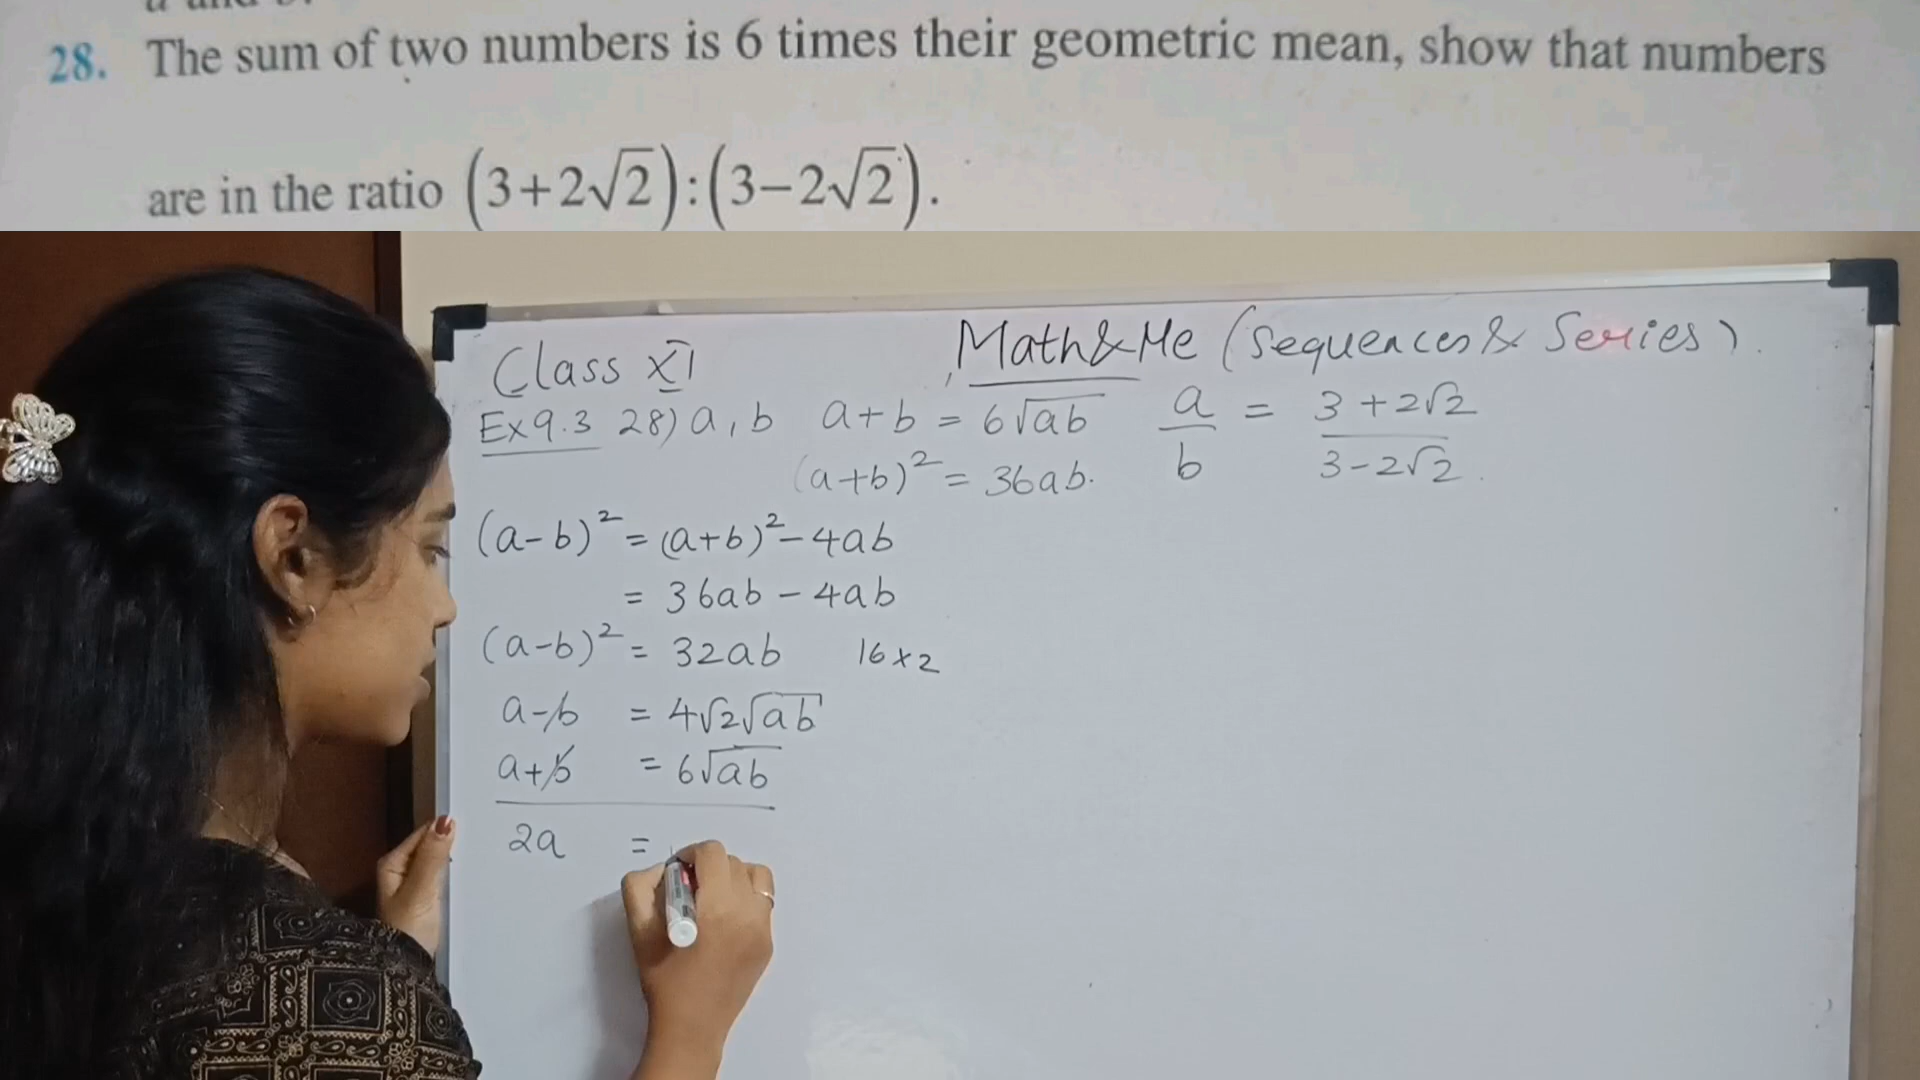 28. The sum of two numbers is 6 times their geometric mean, show that numbers
are in the ratio (3+2√2):(3−2√2).
Class XI
Math&Me (Sequences & Series)
Ex 9.3 28) a, b a+b = 6√ab a/b = 3+2√2/3-2√2
(a+b)² = 36ab.
(a-b)² = (a+b)² - 4ab
= 36ab - 4ab
(a-b)² = 32ab 16×2
a-b = 4√2√ab
a+b = 6√ab
2a =